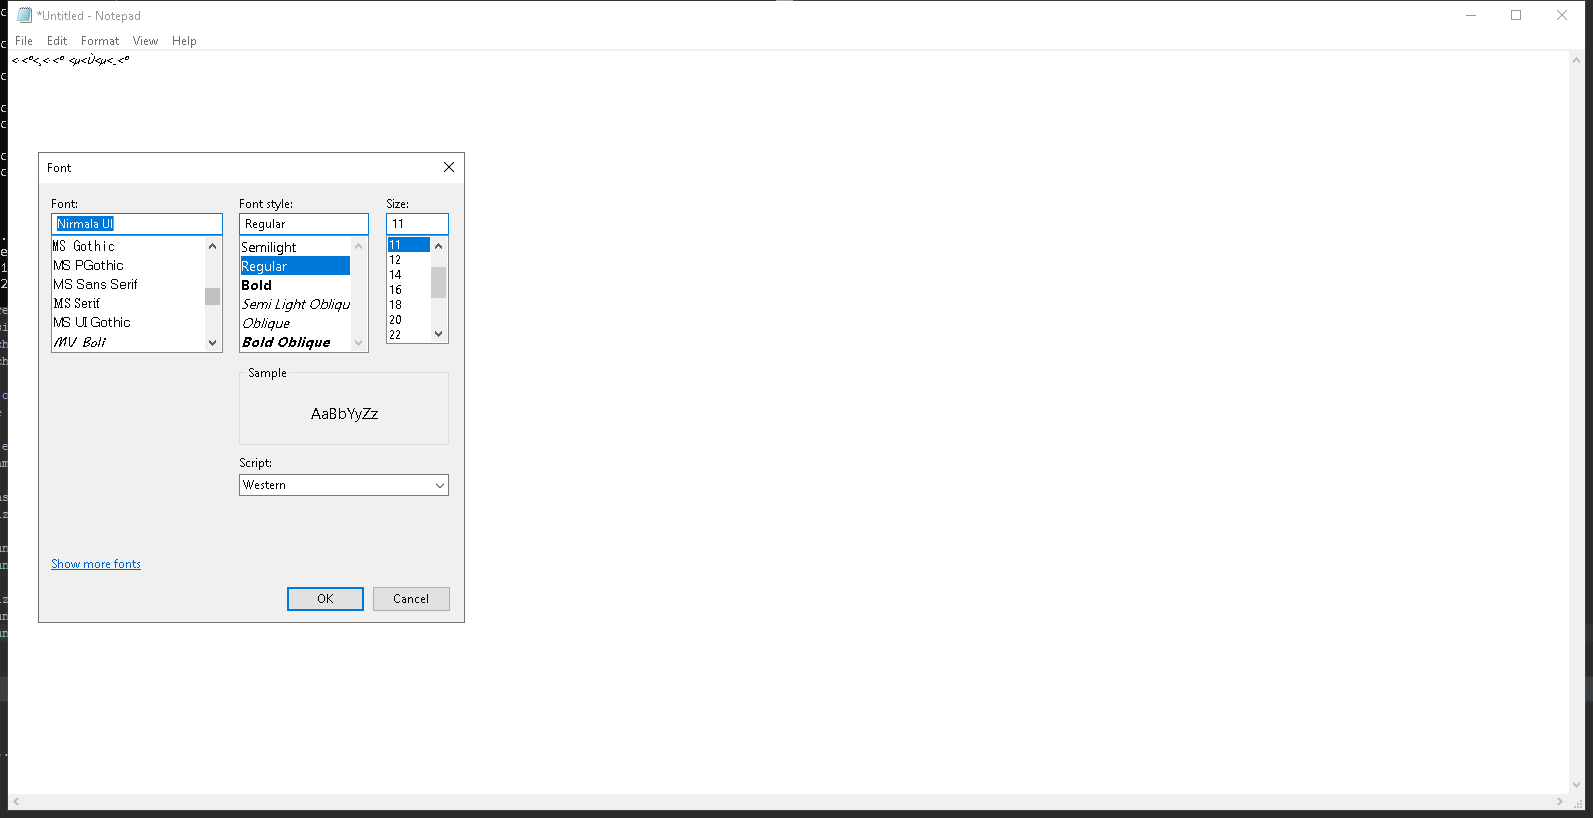 *Untitled - Notepad
File Edit Format View Help
Font
Font: Font style: Size:
Nirmala UI Regular 11
MS Gothic Semilight 11
MS PGothic Regular 12
MS Sans Serif Bold 14
MS Serif Semi Light Obliqu 16
MS UI Gothic Oblique 18
MV Boli Bold Oblique 20
22
Sample
AaBbYyZz
Script:
Western
Show more fonts
OK Cancel